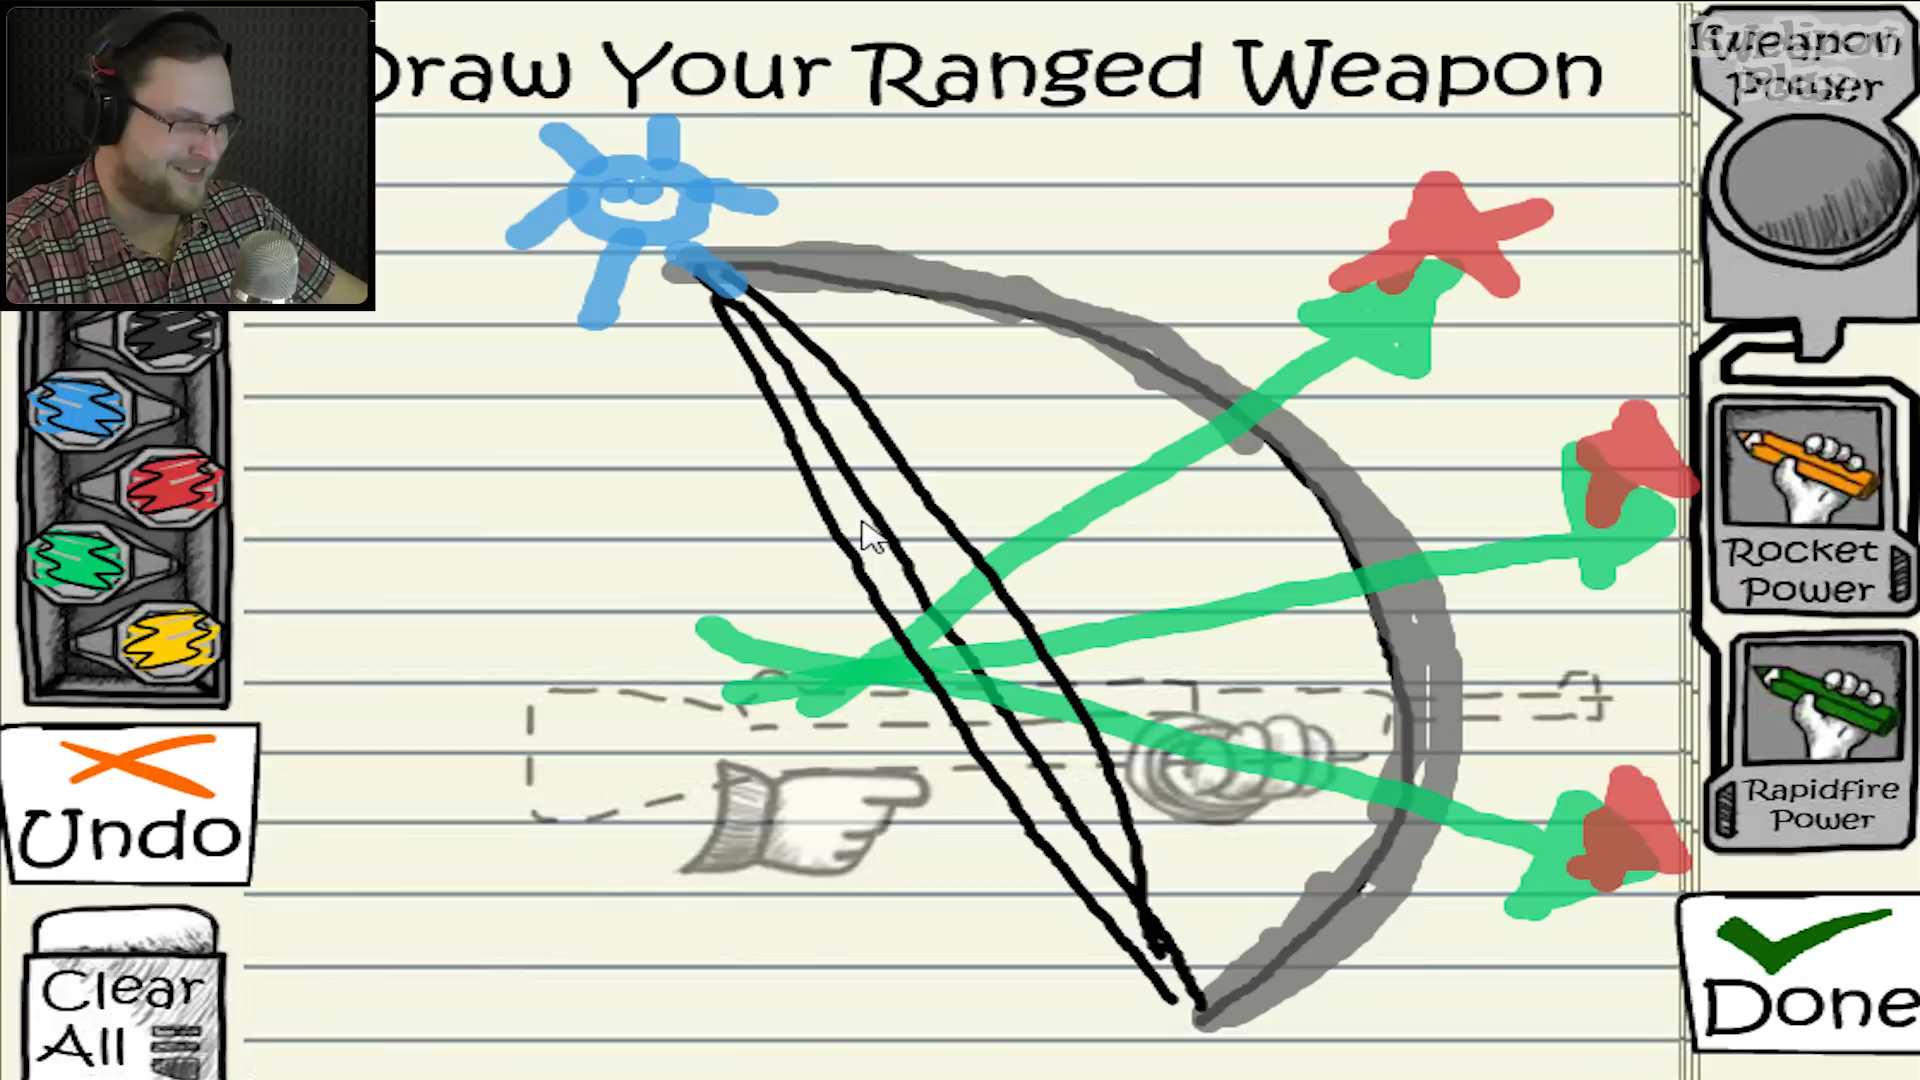 Draw Your Ranged Weapon
Weapon
Power
Rocket
Power
Rapidfire
Power
Undo
Clear
All
Done